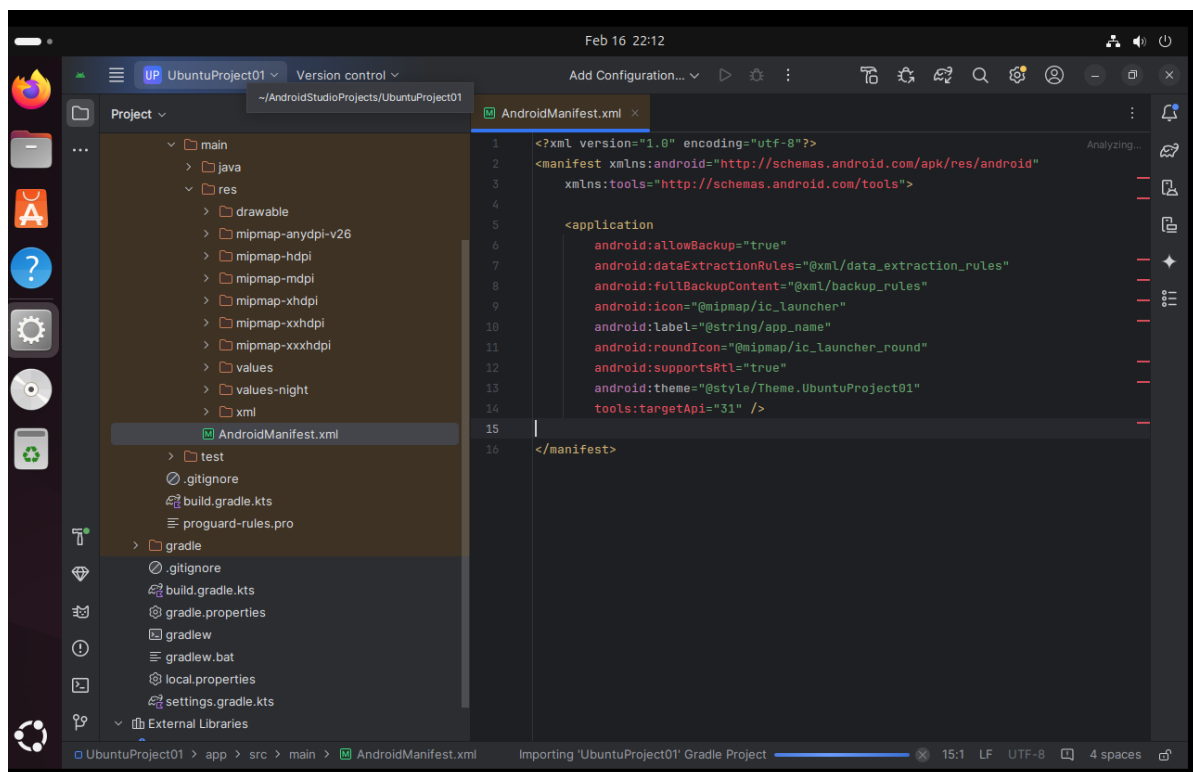 Feb 16 22:12
UP UbuntuProject01 Version control
Add Configuration...
~/AndroidStudioProjects/UbuntuProject01
Project
main
java
res
drawable
mipmap-anydpi-v26
mipmap-hdpi
mipmap-mdpi
mipmap-xhdpi
mipmap-xxhdpi
mipmap-xxxhdpi
values
values-night
xml
AndroidManifest.xml
test
.gitignore
build.gradle.kts
proguard-rules.pro
gradle
.gitignore
build.gradle.kts
gradle.properties
gradlew
gradlew.bat
local.properties
settings.gradle.kts
External Libraries
AndroidManifest.xml
Analyzing...
1 <?xml version="1.0" encoding="utf-8"?>
2 <manifest xmlns:android="http://schemas.android.com/apk/res/android"
3     xmlns:tools="http://schemas.android.com/tools">
4
5     <application
6         android:allowBackup="true"
7         android:dataExtractionRules="@xml/data_extraction_rules"
8         android:fullBackupContent="@xml/backup_rules"
9         android:icon="@mipmap/ic_launcher"
10         android:label="@string/app_name"
11         android:roundIcon="@mipmap/ic_launcher_round"
12         android:supportsRtl="true"
13         android:theme="@style/Theme.UbuntuProject01"
14         tools:targetApi="31" />
15
16 </manifest>
UbuntuProject01 > app > src > main > AndroidManifest.xml
Importing 'UbuntuProject01' Gradle Project
15:1 LF UTF-8 4 spaces